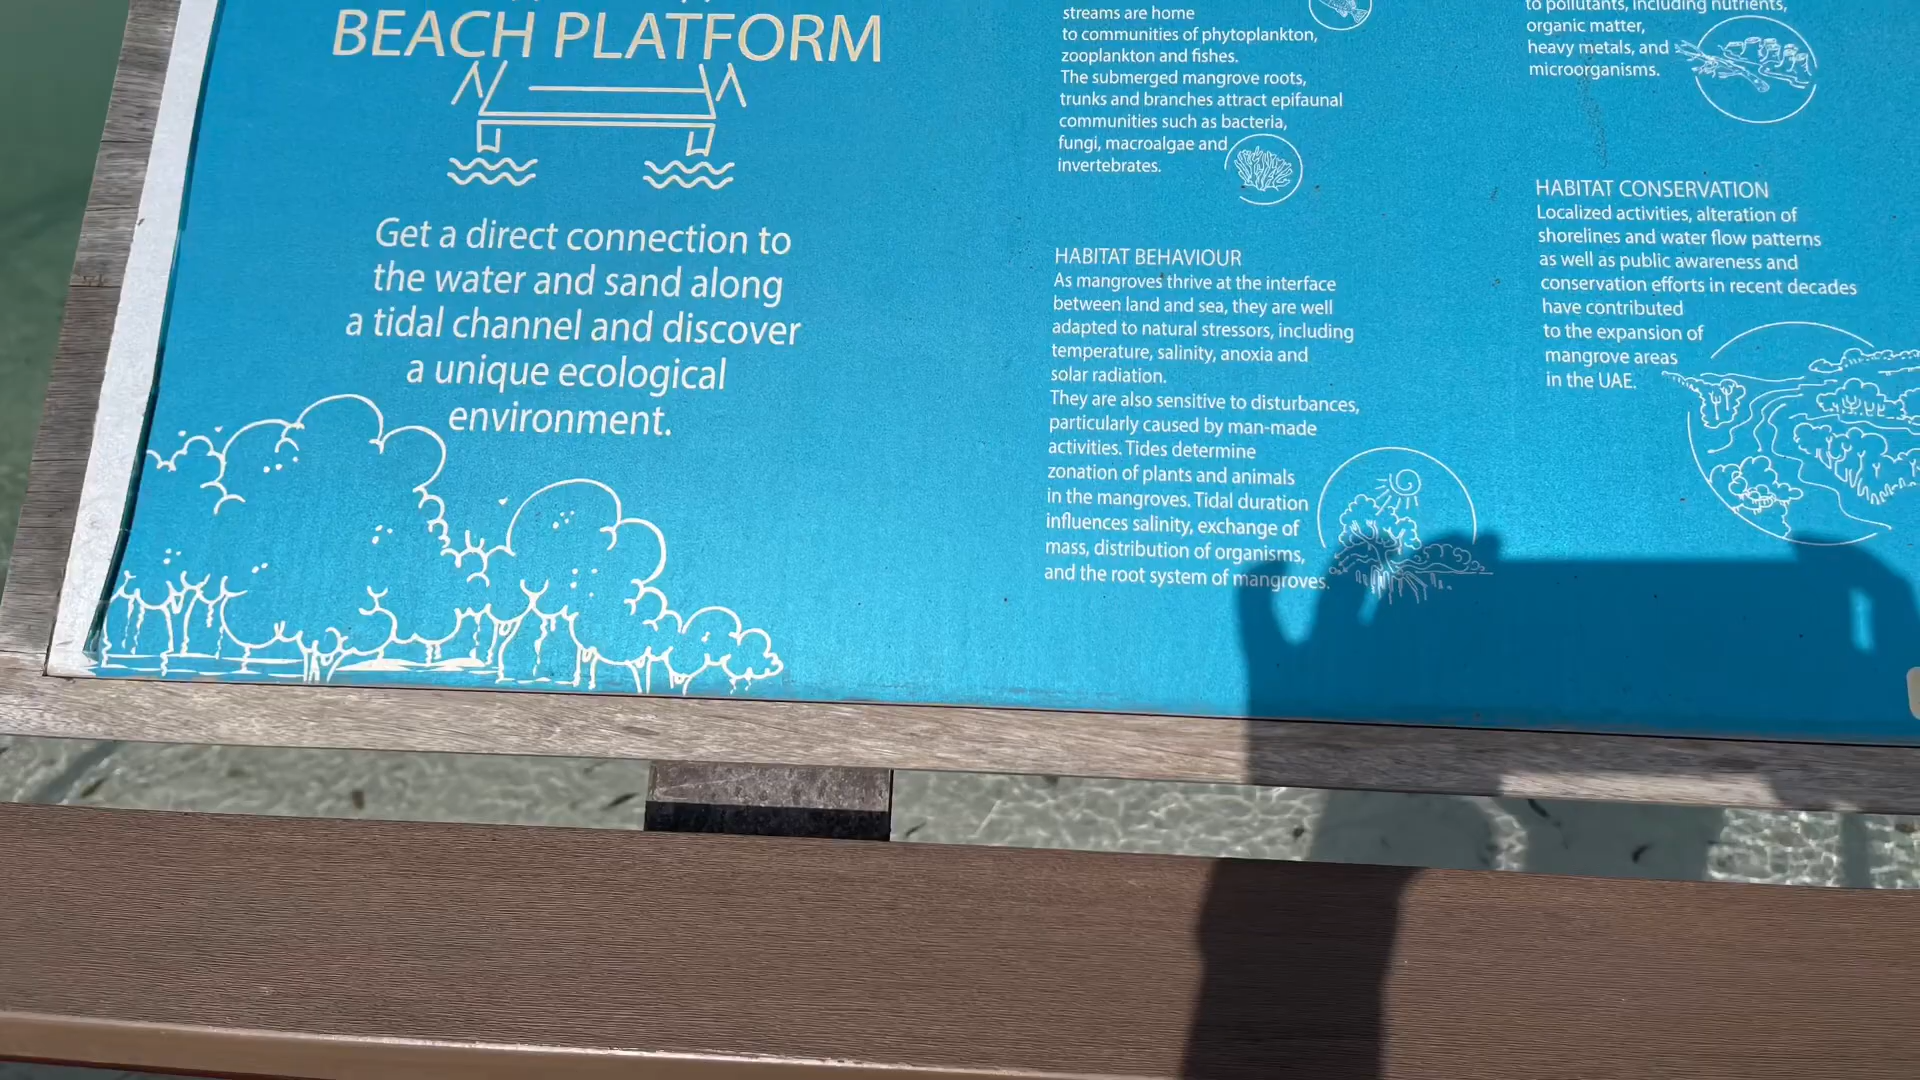 BEACH PLATFORM
Get a direct connection to
the water and sand along
a tidal channel and discover
a unique ecological
environment.
streams are home
to communities of phytoplankton,
zooplankton and fishes.
The submerged mangrove roots,
trunks and branches attract epifaunal
communities such as bacteria,
fungi, macroalgae and
invertebrates.
HABITAT BEHAVIOUR
As mangroves thrive at the interface
between land and sea, they are well
adapted to natural stressors, including
temperature, salinity, anoxia and
solar radiation.
They are also sensitive to disturbances,
particularly caused by man-made
activities. Tides determine
zonation of plants and animals
in the mangroves. Tidal duration
influences salinity, exchange of
mass, distribution of organisms,
and the root system of mangroves.
to pollutants, including nutrients,
organic matter,
heavy metals, and
microorganisms.
HABITAT CONSERVATION
Localized activities, alteration of
shorelines and water flow patterns
as well as public awareness and
conservation efforts in recent decades
have contributed
to the expansion of
mangrove areas
in the UAE.